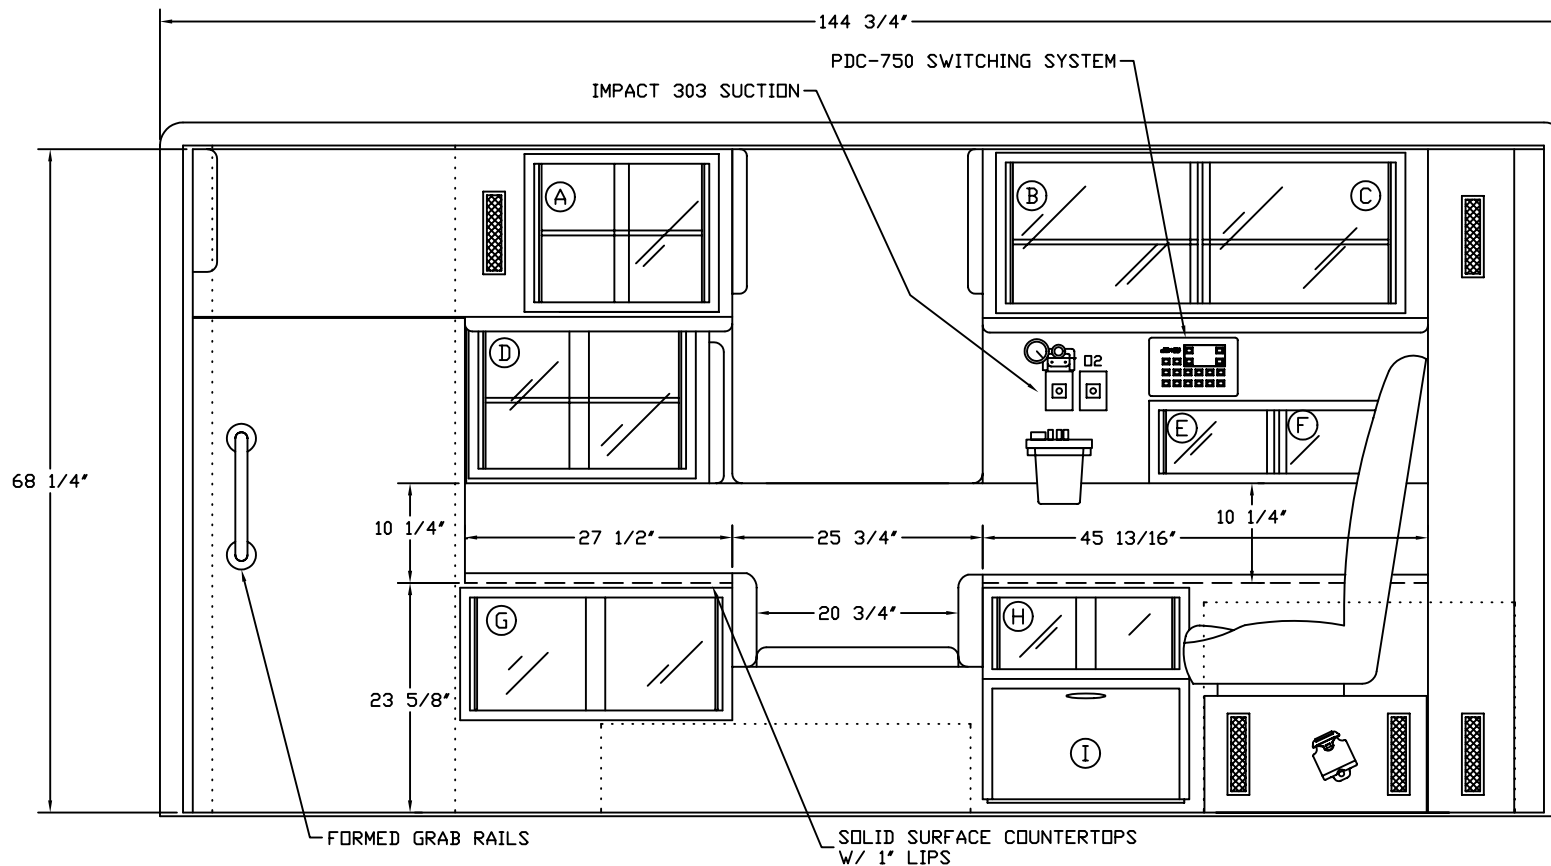 144 3/4"
PDC-750 SWITCHING SYSTEM
IMPACT 303 SUCTION
A
B
C
D
O2
E
F
68 1/4"
10 1/4"
27 1/2"
25 3/4"
45 13/16"
10 1/4"
G
20 3/4"
H
23 5/8"
I
FORMED GRAB RAILS
SOLID SURFACE COUNTERTOPS
W/ 1" LIPS